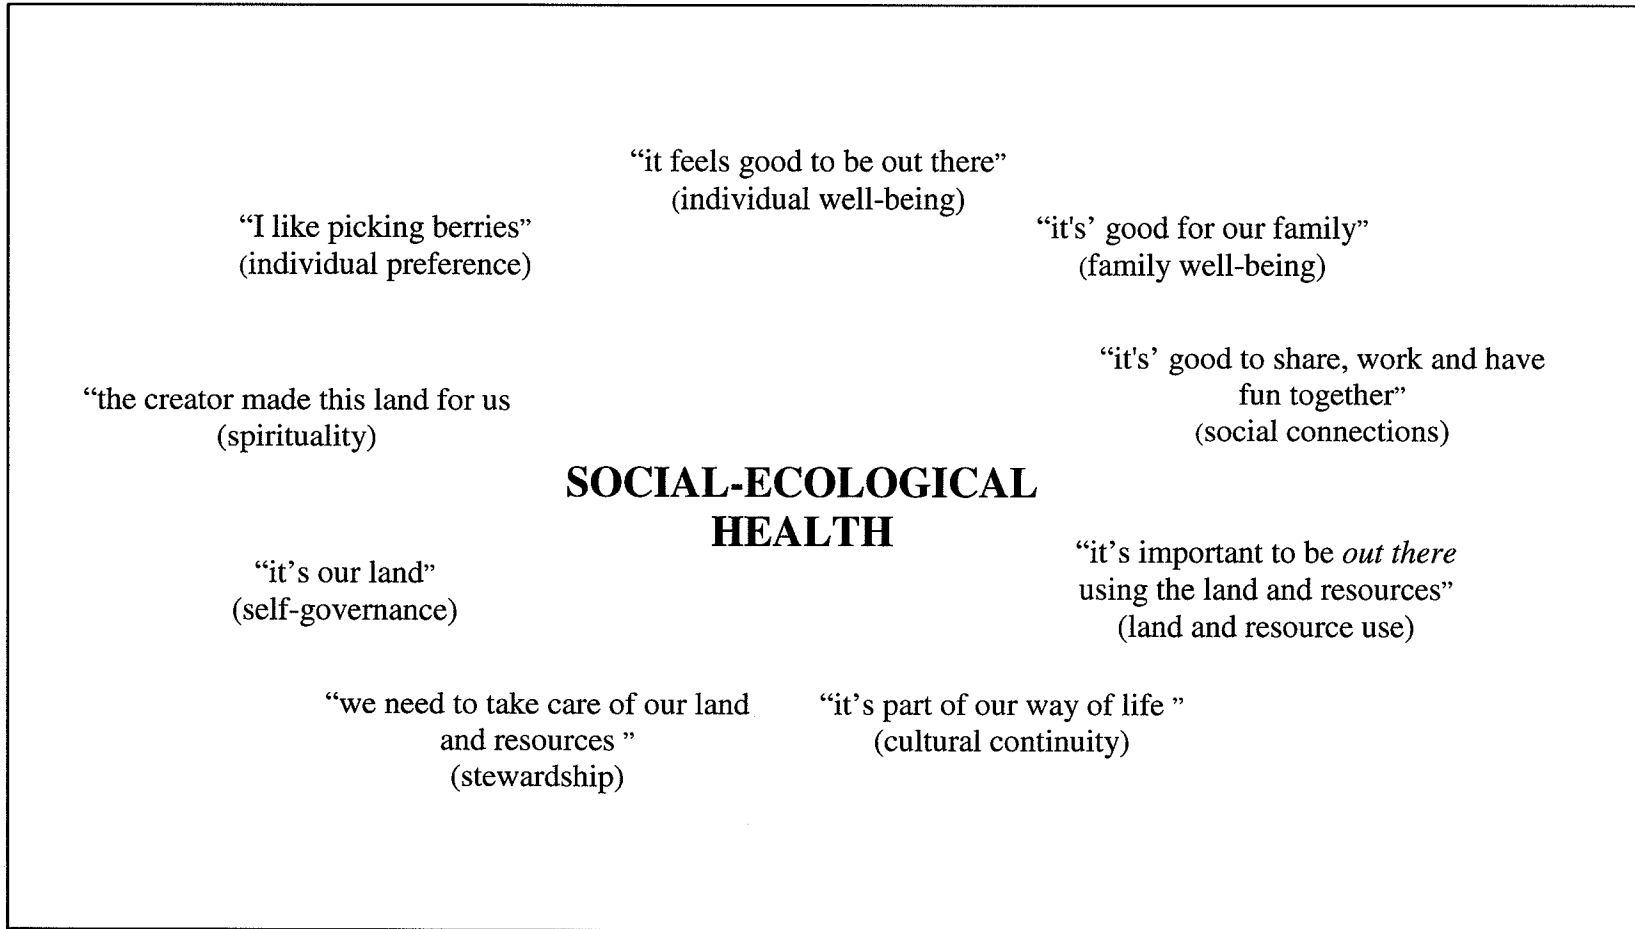 “it feels good to be out there”
(individual well-being)
“I like picking berries”
(individual preference)
“it's’ good for our family”
(family well-being)
“it's’ good to share, work and have
fun together”
(social connections)
“the creator made this land for us
(spirituality)
SOCIAL-ECOLOGICAL
HEALTH
“it’s important to be out there
using the land and resources”
(land and resource use)
“it’s our land”
(self-governance)
“we need to take care of our land
and resources ”
(stewardship)
“it’s part of our way of life ”
(cultural continuity)